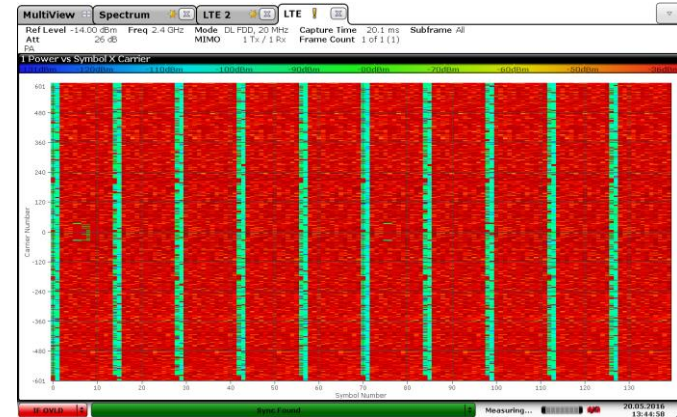 MultiView Spectrum LTE 2 LTE
Ref Level -14.00 dBm Freq 2.4 GHz Mode DL FDD, 20 MHz Capture Time 20.1 ms Subframe All
Att 26 dB MIMO 1 Tx / 1 Rx Frame Count 1 of 1 (1)
PA
1 Power vs Symbol X Carrier
-120dBm -110dBm -100dBm -90dBm -80dBm -70dBm -60dBm -50dBm
601
480
360
240
120
0
-120
-240
-360
-480
-601
Carrier Number
0 10 20 30 40 50 60 70 80 90 100 110 120 130
Symbol Number
IF OVLD Sync Found Measuring... 20.05.2016
13:44:58